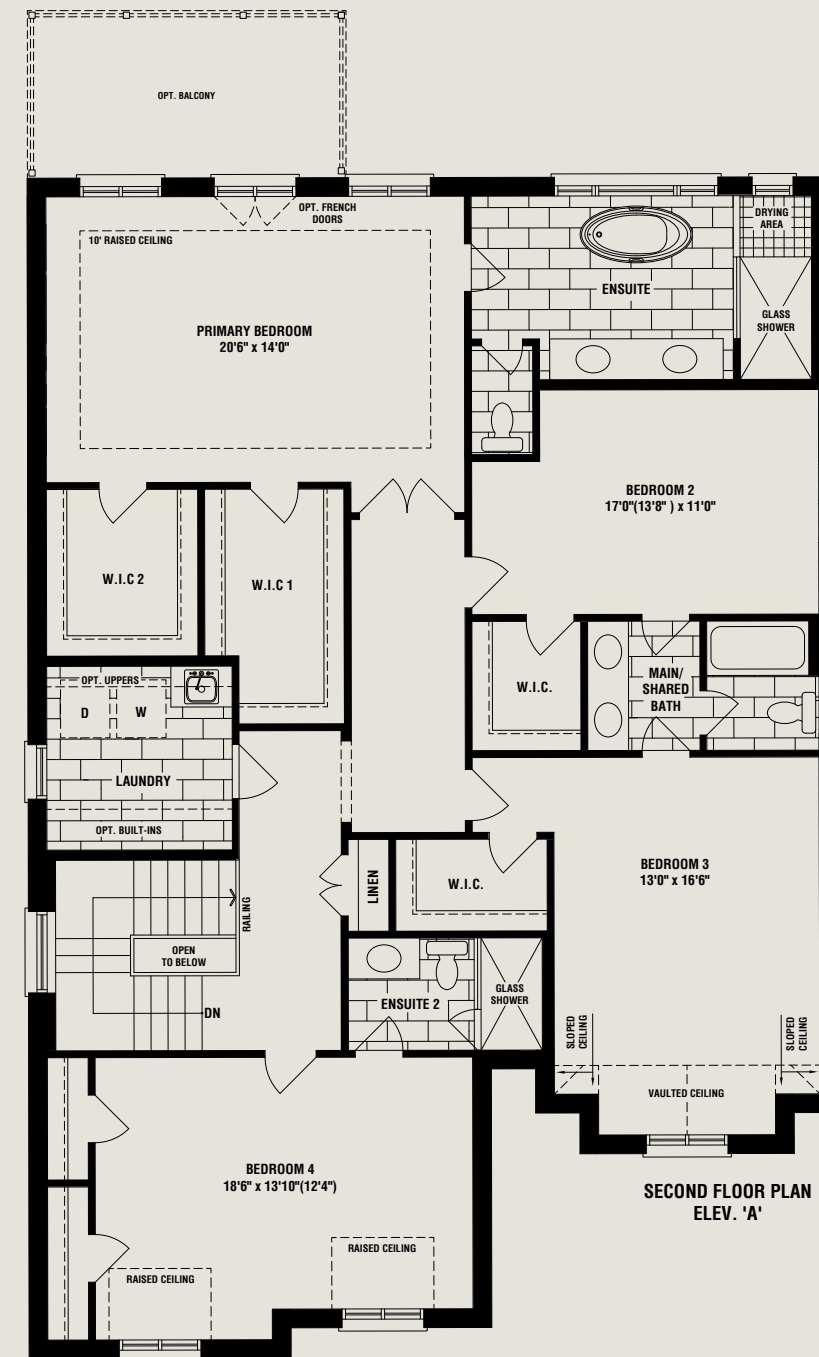 OPT. BALCONY
OPT. FRENCH
DOORS
10' RAISED CEILING
PRIMARY BEDROOM
20'6" x 14'0"
DRYING
AREA
ENSUITE
GLASS
SHOWER
BEDROOM 2
17'0"(13'8" ) x 11'0"
W.I.C 2
W.I.C 1
W.I.C.
MAIN/
SHARED
BATH
OPT. UPPERS
D
W
LAUNDRY
OPT. BUILT-INS
BEDROOM 3
13'0" x 16'6"
LINEN
W.I.C.
RAILING
OPEN
TO BELOW
DN
ENSUITE 2
GLASS
SHOWER
SLOPED
CEILING
SLOPED
CEILING
VAULTED CEILING
BEDROOM 4
18'6" x 13'10"(12'4")
RAISED CEILING
RAISED CEILING
SECOND FLOOR PLAN
ELEV. 'A'